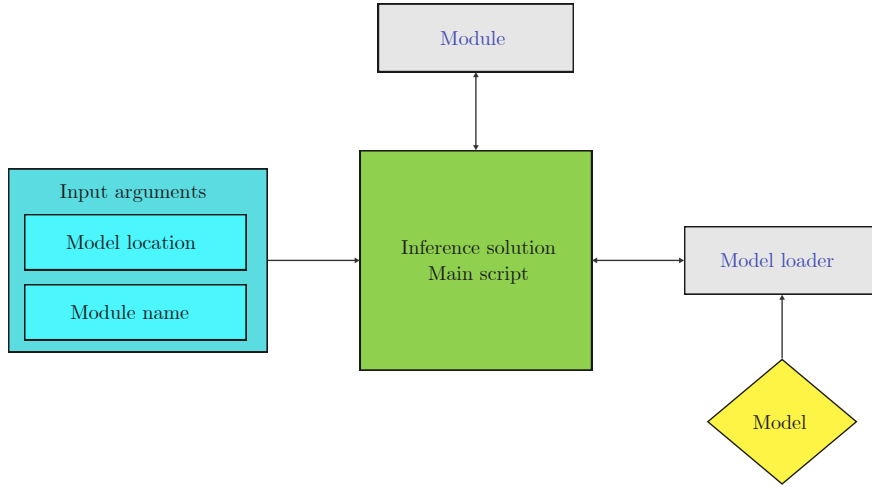 Module
Input arguments
Model location
Module name
Inference solution
Main script
Model loader
Model